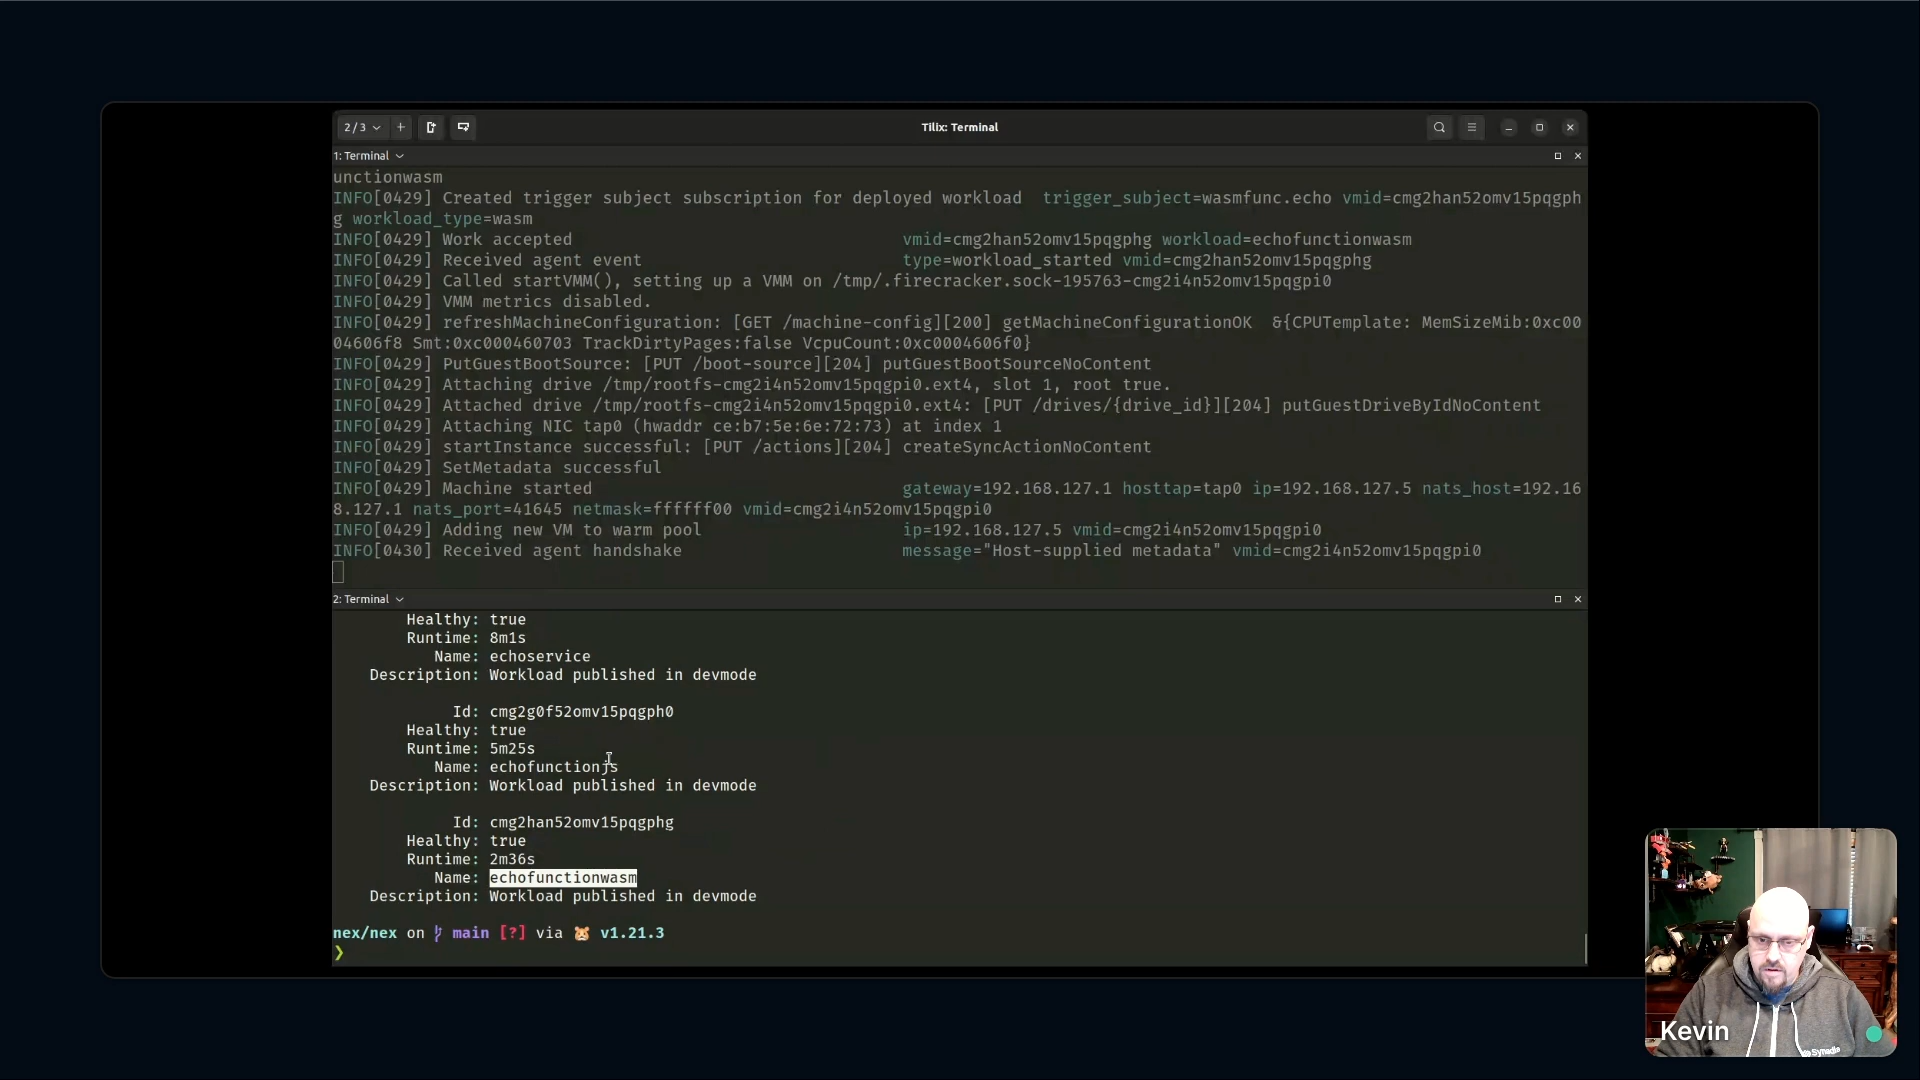 2/3
Tilix: Terminal
1: Terminal
unctionwasm
INFO[0429] Created trigger subject subscription for deployed workload  trigger_subject=wasmfunc.echo vmid=cmg2han52omv15pqgph
g workload_type=wasm
INFO[0429] Work accepted vmid=cmg2han52omv15pqgphg workload=echofunctionwasm
INFO[0429] Received agent event type=workload_started vmid=cmg2han52omv15pqgphg
INFO[0429] Called startVMM(), setting up a VMM on /tmp/.firecracker.sock-195763-cmg2i4n52omv15pqgpi0
INFO[0429] VMM metrics disabled.
INFO[0429] refreshMachineConfiguration: [GET /machine-config][200] getMachineConfigurationOK  &{CPUTemplate: MemSizeMib:0xc00
04606f8 Smt:0xc000460703 TrackDirtyPages:false VcpuCount:0xc0004606f0}
INFO[0429] PutGuestBootSource: [PUT /boot-source][204] putGuestBootSourceNoContent
INFO[0429] Attaching drive /tmp/rootfs-cmg2i4n52omv15pqgpi0.ext4, slot 1, root true.
INFO[0429] Attached drive /tmp/rootfs-cmg2i4n52omv15pqgpi0.ext4: [PUT /drives/{drive_id}][204] putGuestDriveByIdNoContent
INFO[0429] Attaching NIC tap0 (hwaddr ce:b7:5e:6e:72:73) at index 1
INFO[0429] startInstance successful: [PUT /actions][204] createSyncActionNoContent
INFO[0429] SetMetadata successful
INFO[0429] Machine started gateway=192.168.127.1 hosttap=tap0 ip=192.168.127.5 nats_host=192.16
8.127.1 nats_port=41645 netmask=ffffff00 vmid=cmg2i4n52omv15pqgpi0
INFO[0429] Adding new VM to warm pool ip=192.168.127.5 vmid=cmg2i4n52omv15pqgpi0
INFO[0430] Received agent handshake message="Host-supplied metadata" vmid=cmg2i4n52omv15pqgpi0
2: Terminal
Healthy: true
Runtime: 8m1s
Name: echoservice
Description: Workload published in devmode
Id: cmg2g0f52omv15pqgph0
Healthy: true
Runtime: 5m25s
Name: echofunctionjs
Description: Workload published in devmode
Id: cmg2han52omv15pqgphg
Healthy: true
Runtime: 2m36s
Name: echofunctionwasm
Description: Workload published in devmode
nex/nex on main [?] via 🐹 v1.21.3
❯
Kevin
Synadia